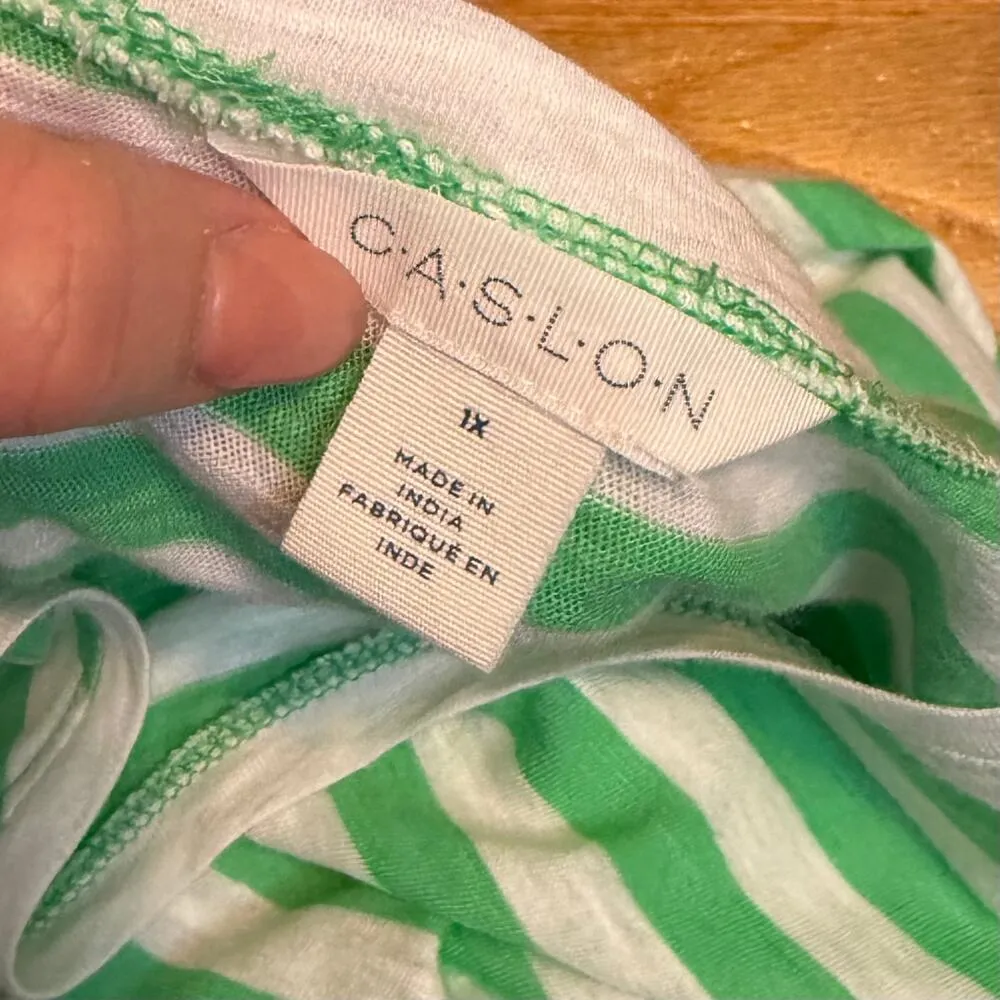 C·A·S·L·O·N
1X
MADE IN
INDIA
FABRIQUÉ EN
INDE